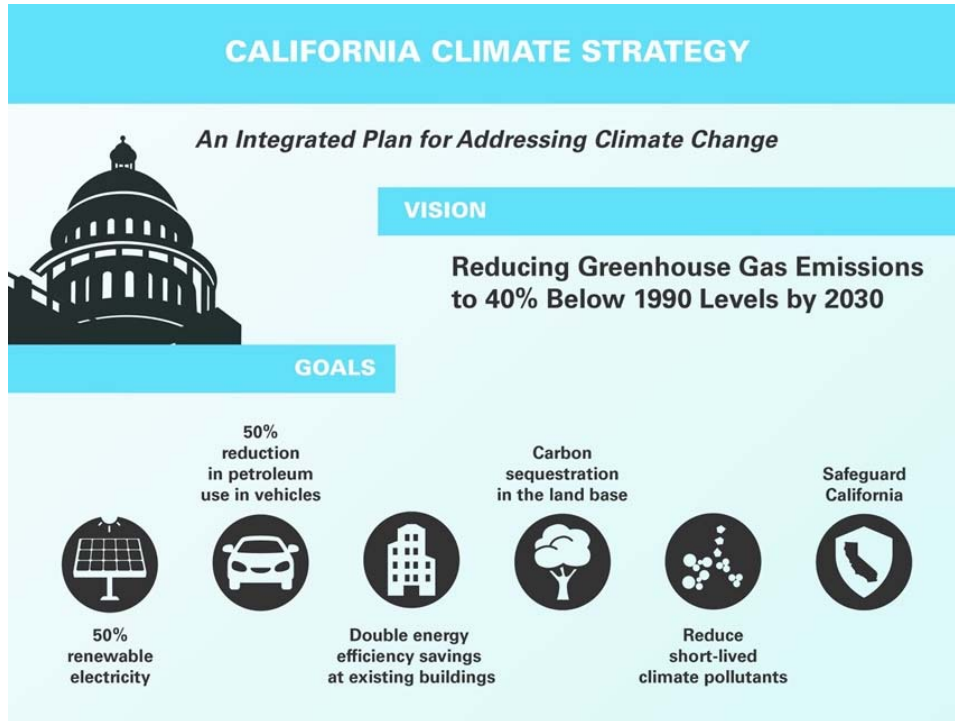 CALIFORNIA CLIMATE STRATEGY
An Integrated Plan for Addressing Climate Change
VISION
Reducing Greenhouse Gas Emissions
to 40% Below 1990 Levels by 2030
GOALS
50%
renewable
electricity
50%
reduction
in petroleum
use in vehicles
Double energy
efficiency savings
at existing buildings
Carbon
sequestration
in the land base
Reduce
short-lived
climate pollutants
Safeguard
California